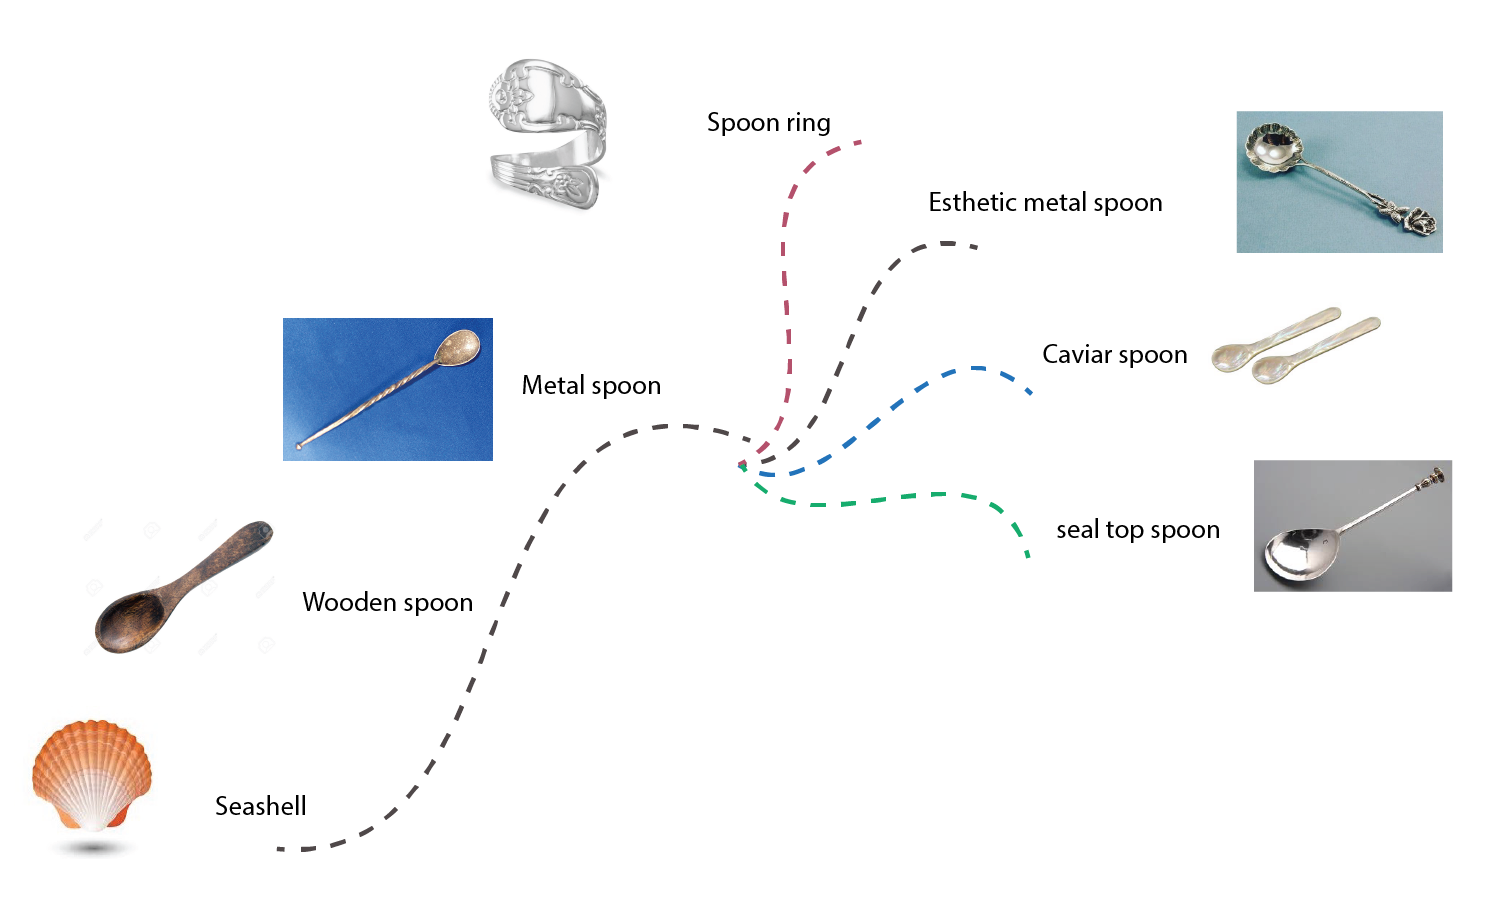 Spoon ring
Esthetic metal spoon
Caviar spoon
Metal spoon
seal top spoon
Wooden spoon
Seashell